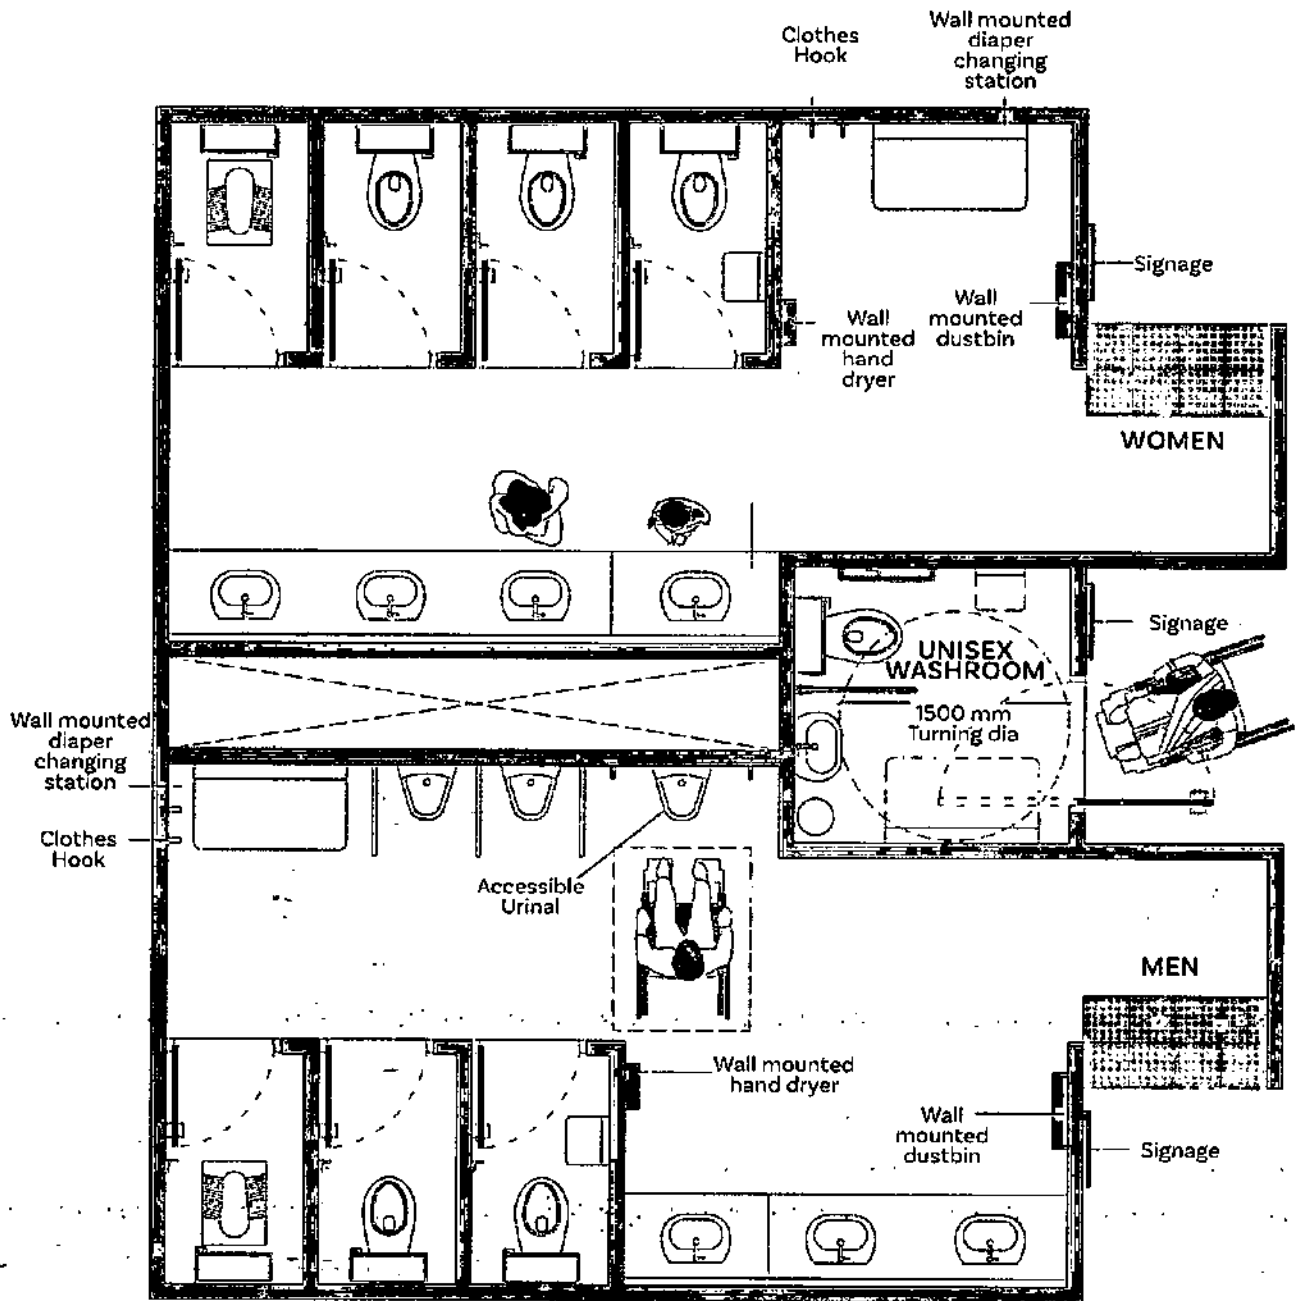 Clothes
Hook
Wall mounted
diaper
changing
station
Signage
Wall
mounted
dustbin
Wall
mounted
hand
dryer
WOMEN
Signage
UNISEX
WASHROOM
1500 mm
Turning dia
Wall mounted
diaper
changing
station
Clothes
Hook
Accessible
Urinal
MEN
Wall mounted
hand dryer
Wall
mounted
dustbin
Signage